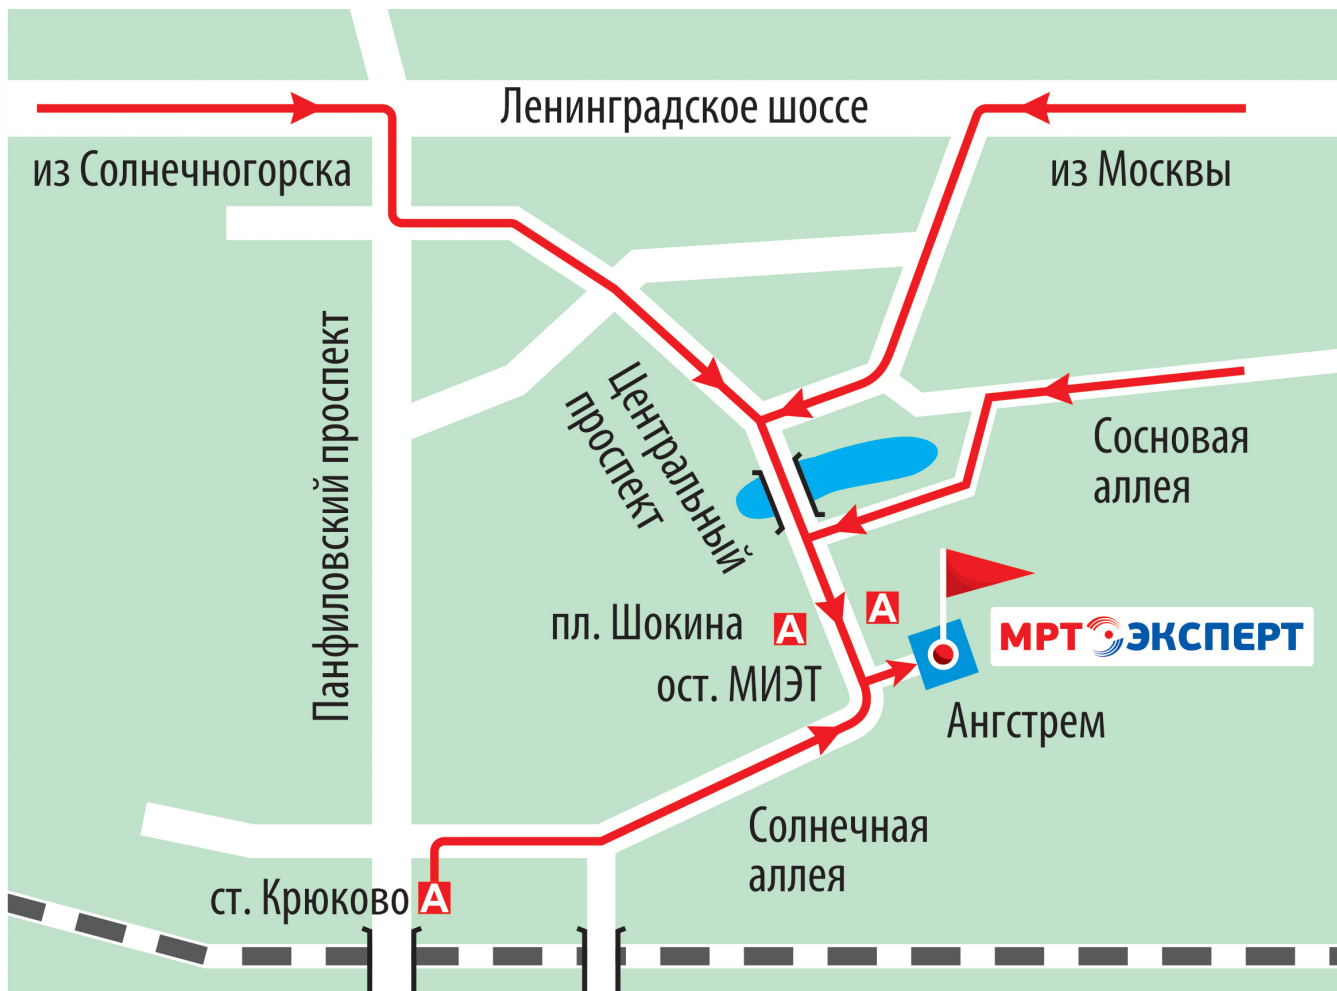 Ленинградское шоссе
из Солнечногорска
из Москвы
Панфиловский проспект
Центральный
проспект
Сосновая
аллея
пл. Шокина
A
A
МРТ ЭКСПЕРТ
ост. МИЭТ
Ангстрем
Солнечная
аллея
ст. Крюково
A